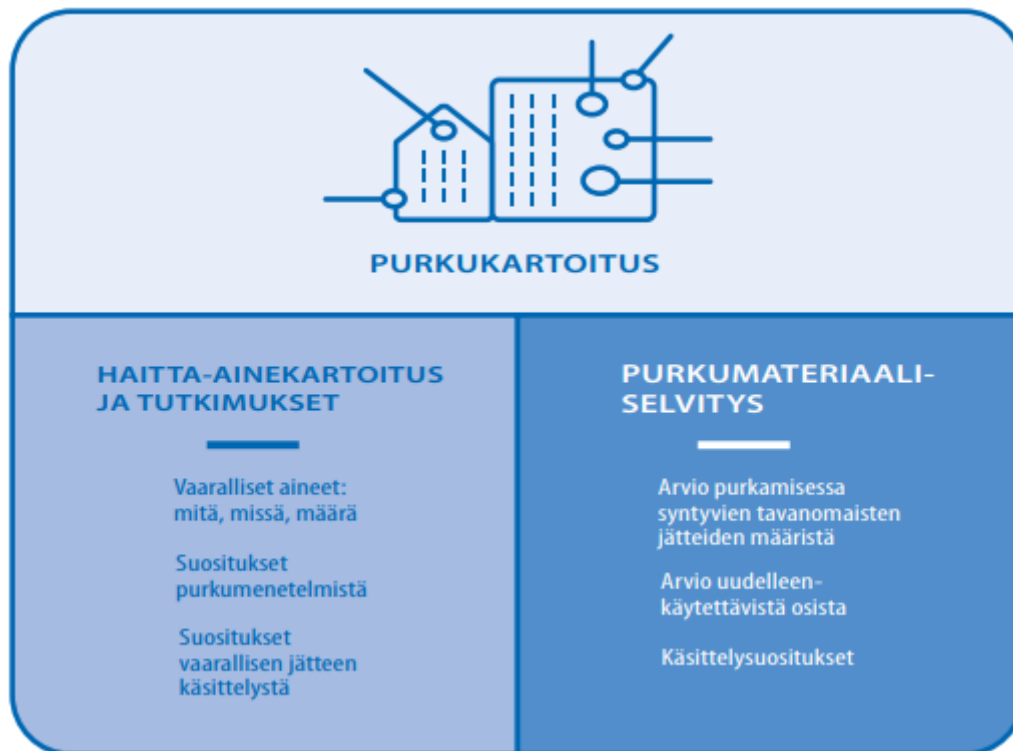 PURKUKARTOITUS
HAITTA-AINEKARTOITUS
JA TUTKIMUKSET
Vaaralliset aineet:
mitä, missä, määrä
Suositukset
purkumenetelmistä
Suositukset
vaarallisen jätteen
käsittelystä
PURKUMATERIAALI-
SELVITYS
Arvio purkamisessa
syntyvien tavanomaisten
jätteiden määristä
Arvio uudelleen-
käytettävistä osista
Käsittelysuositukset